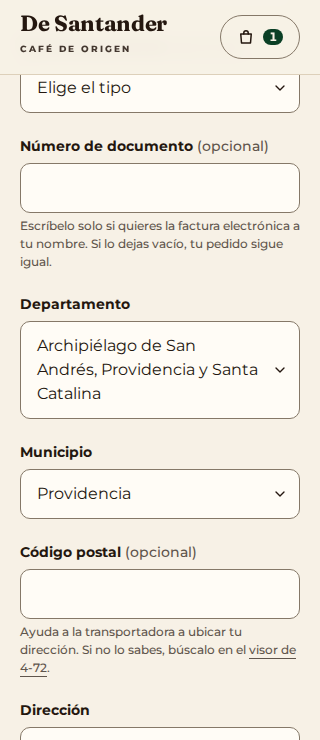 De Santander
CAFÉ DE ORIGEN
1
Elige el tipo
Número de documento (opcional)
Escríbelo solo si quieres la factura electrónica a
tu nombre. Si lo dejas vacío, tu pedido sigue
igual.
Departamento
Archipiélago de San
Andrés, Providencia y Santa
Catalina
Municipio
Providencia
Código postal (opcional)
Ayuda a la transportadora a ubicar tu
dirección. Si no lo sabes, búscalo en el visor de
4-72.
Dirección